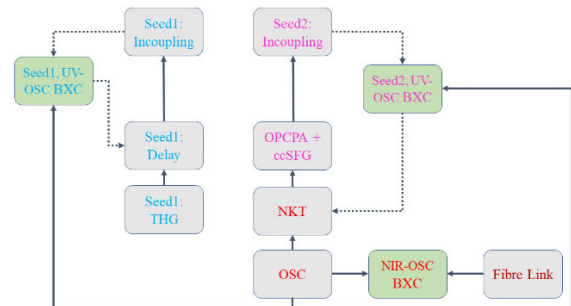 Seed1:
Incoupling
Seed2:
Incoupling
Seed1, UV-
OSC BXC
Seed2, UV-
OSC BXC
Seed1:
Delay
OPCPA +
ccSFG
Seed1:
THG
NKT
OSC
NIR-OSC
BXC
Fibre Link